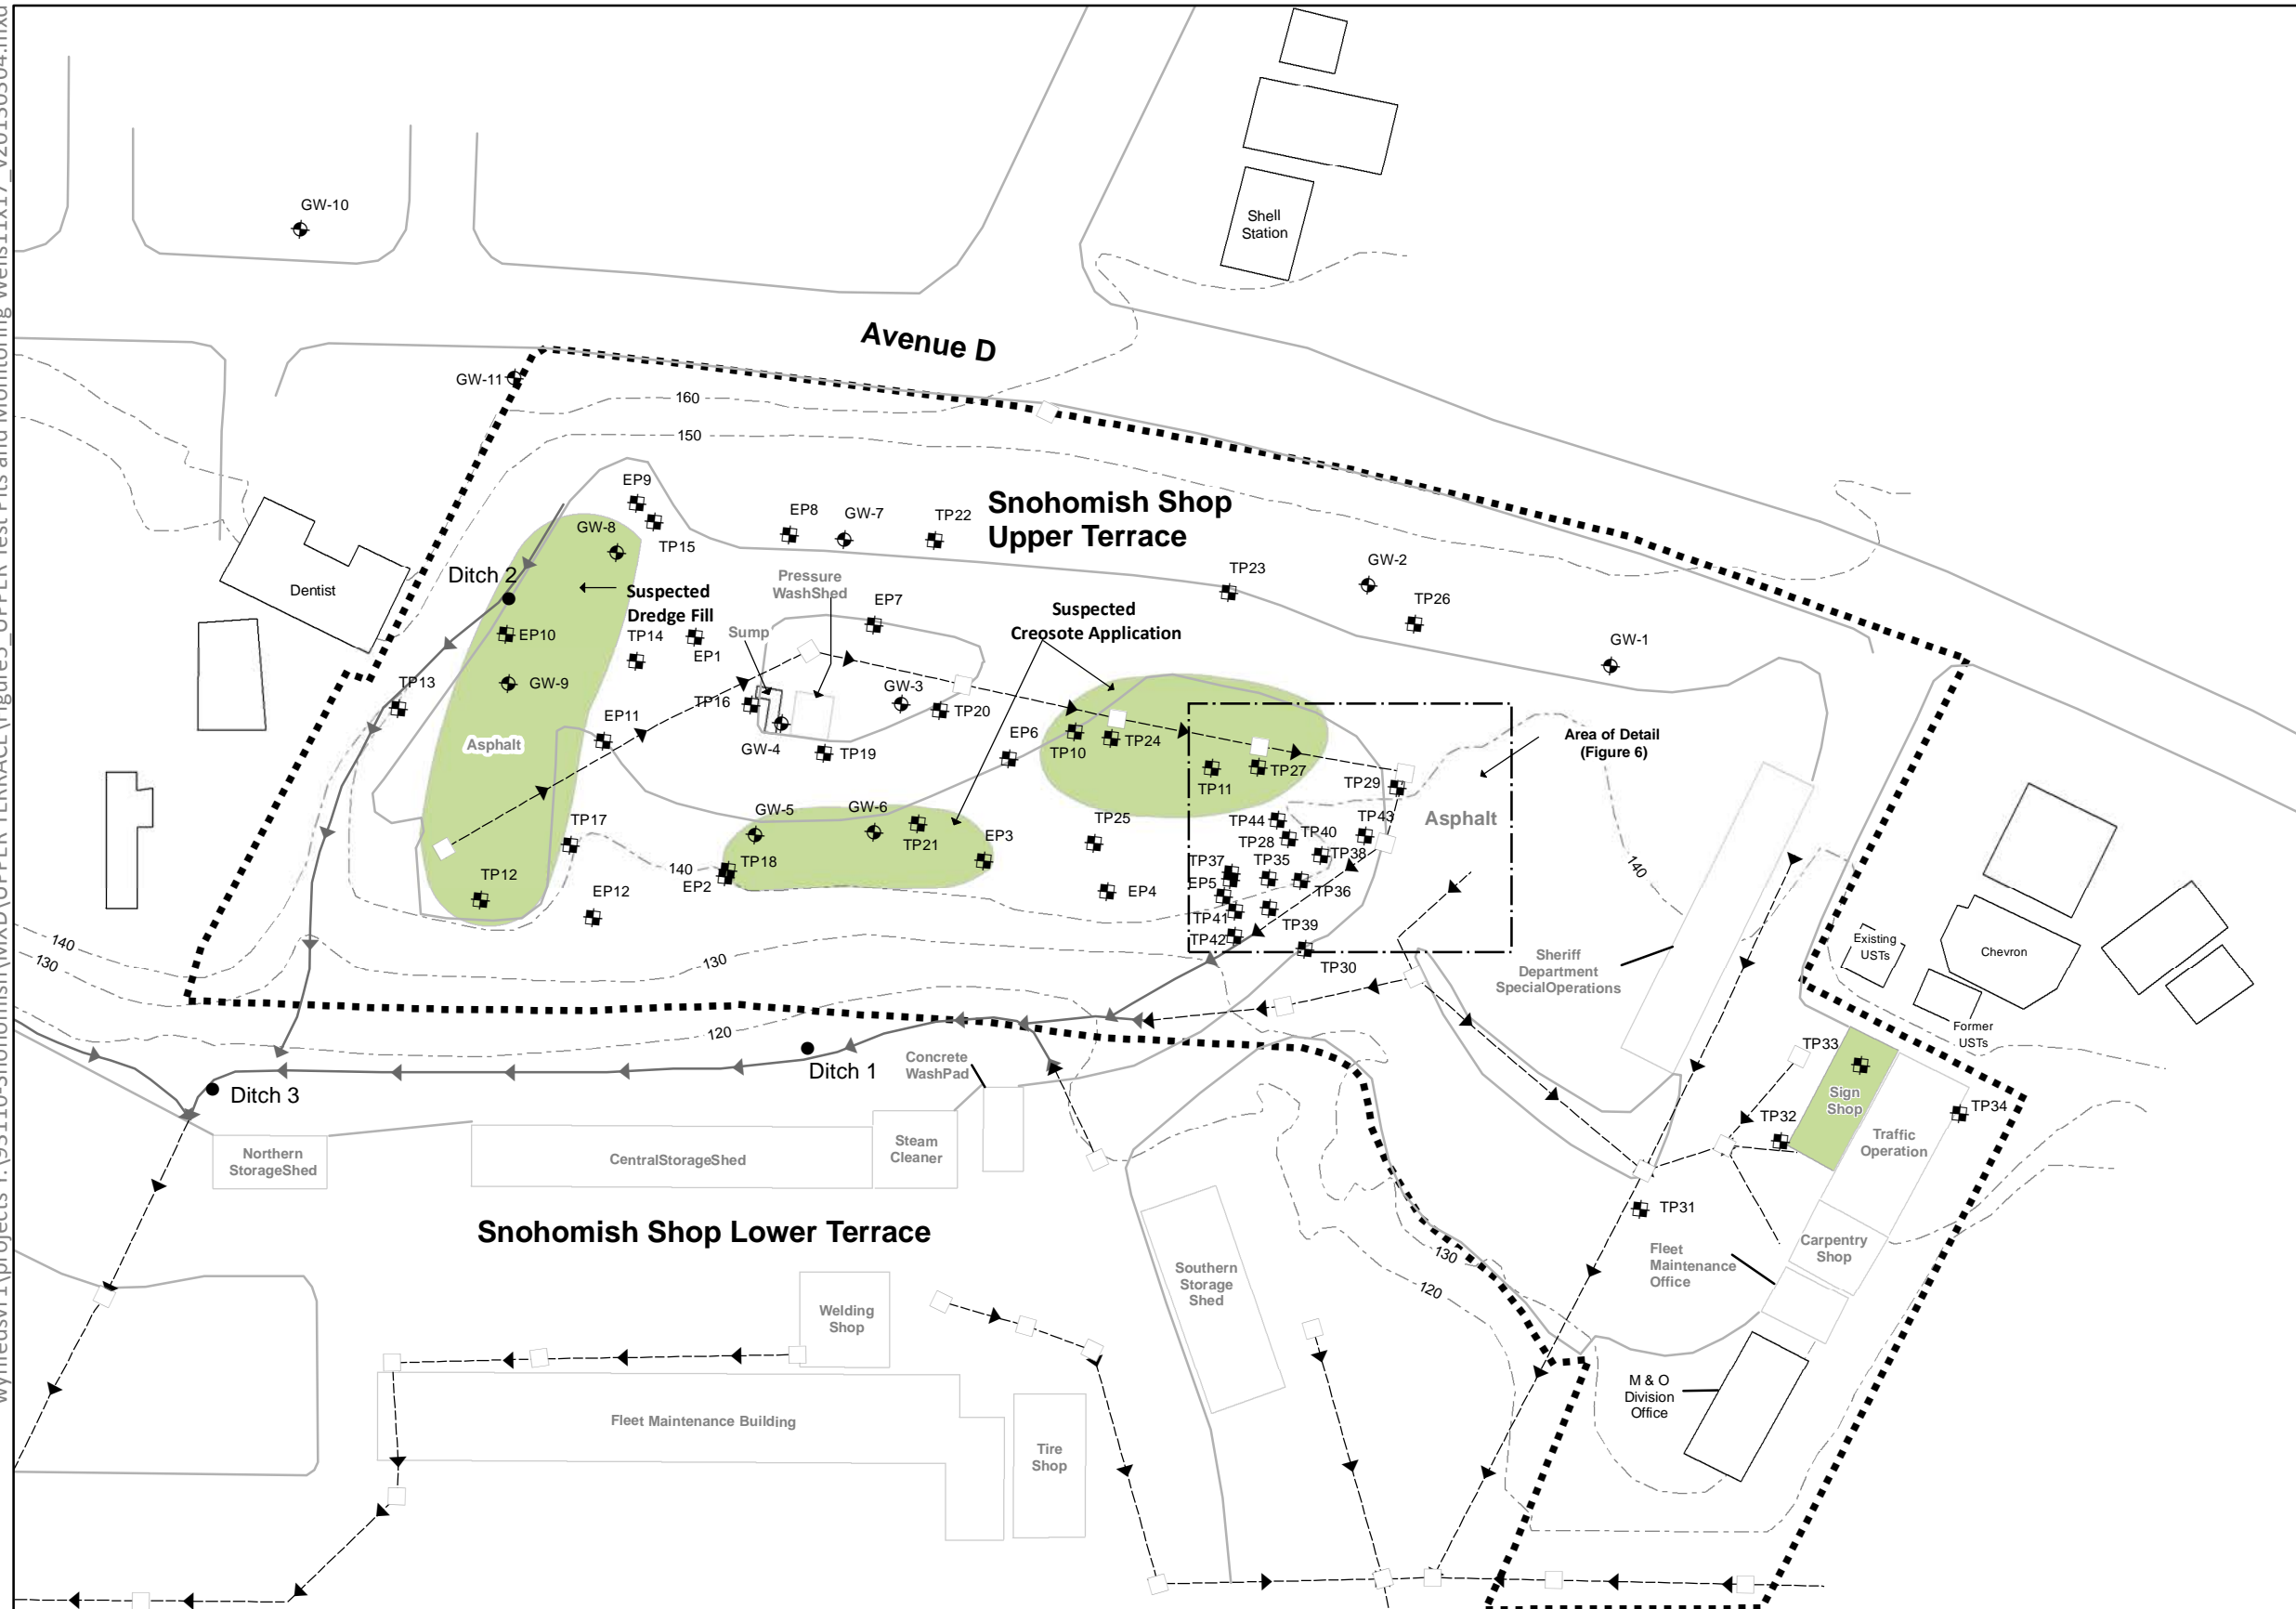 GW-10
Shell
Station
Avenue D
GW-11
160
150
EP9
EP8
GW-7
TP22
Snohomish Shop
Upper Terrace
GW-8
TP15
Ditch 2
Dentist
Suspected
Dredge Fill
Pressure
WashShed
EP7
Suspected
Creosote Application
TP23
GW-2
TP26
GW-1
EP10
TP14
EP1
Sump
TP13
GW-9
TP16
GW-3
TP20
EP11
GW-4
TP19
EP6
TP10
TP24
Area of Detail
(Figure 6)
Asphalt
TP11
TP27
TP29
GW-5
GW-6
TP21
EP3
TP25
TP44
TP43
Asphalt
TP17
TP18
140
EP2
TP40
TP28
TP38
TP37
TP35
EP5
TP36
140
TP12
EP12
EP4
TP41
TP39
TP42
TP30
140
130
130
Sheriff
Department
SpecialOperations
Existing
USTs
Chevron
Former
USTs
120
Ditch 1
Concrete
WashPad
TP33
Ditch 3
Sign
Shop
TP32
TP34
Traffic
Operation
Northern
StorageShed
CentralStorageShed
Steam
Cleaner
TP31
Snohomish Shop Lower Terrace
Carpentry
Shop
Fleet
Maintenance
Office
130
120
Southern
Storage
Shed
Welding
Shop
M & O
Division
Office
Fleet Maintenance Building
Tire
Shop